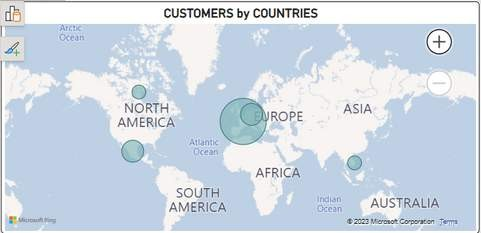 CUSTOMERS by COUNTRIES
Arctic
Ocean
NORTH
AMERICA
EUROPE
ASIA
Atlantic
Ocean
AFRICA
SOUTH
AMERICA
Indian
Ocean
AUSTRALIA
Microsoft Bing
© 2023 Microsoft Corporation Terms